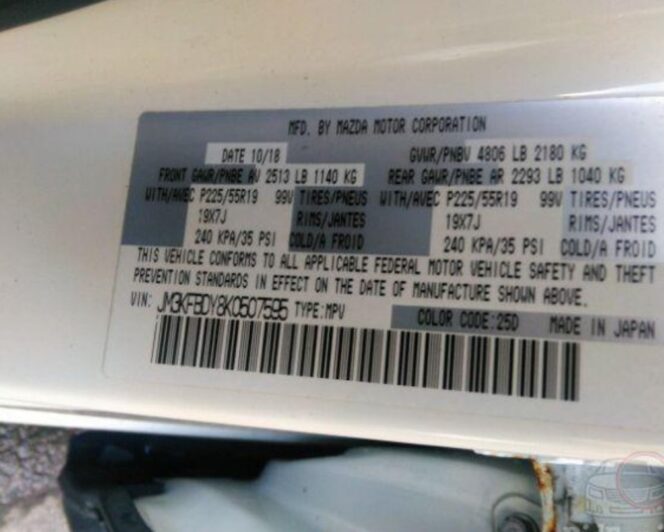 MFD. BY MAZDA MOTOR CORPORATION
DATE 10/18 GVWR/PNBV 4806 LB 2180 KG
FRONT GAWR/PNBE AV 2513 LB 1140 KG REAR GAWR/PNBE AR 2293 LB 1040 KG
WITH/AVEC P225/55R19 99V TIRES/PNEUS WITH/AVEC P225/55R19 99V TIRES/PNEUS
19X7J RIMS/JANTES 19X7J RIMS/JANTES
240 KPA/35 PSI COLD/A FROID 240 KPA/35 PSI COLD/A FROID
THIS VEHICLE CONFORMS TO ALL APPLICABLE FEDERAL MOTOR VEHICLE SAFETY AND THEFT
PREVENTION STANDARDS IN EFFECT ON THE DATE OF MANUFACTURE SHOWN ABOVE.
VIN: JM3KFBDY8K0507595 TYPE:MPV
COLOR CODE:25D MADE IN JAPAN